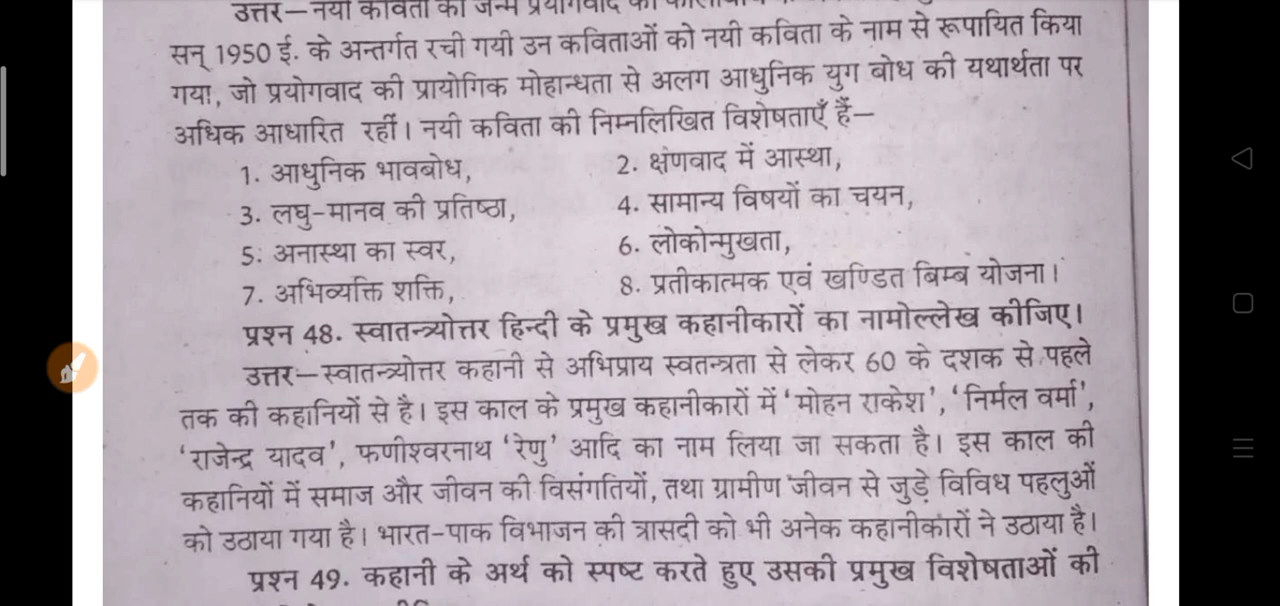 उत्तर—नयी कविता का जन्म प्रयोगवाद
सन् 1950 ई. के अन्तर्गत रची गयी उन कविताओं को नयी कविता के नाम से रूपायित किया
गया, जो प्रयोगवाद की प्रायोगिक मोहान्धता से अलग आधुनिक युग बोध की यथार्थता पर
अधिक आधारित रहीं। नयी कविता की निम्नलिखित विशेषताएँ हैं—
1. आधुनिक भावबोध, 2. क्षणवाद में आस्था,
3. लघु-मानव की प्रतिष्ठा, 4. सामान्य विषयों का चयन,
5. अनास्था का स्वर, 6. लोकोन्मुखता,
7. अभिव्यक्ति शक्ति, 8. प्रतीकात्मक एवं खण्डित बिम्ब योजना।
प्रश्न 48. स्वातन्त्र्योत्तर हिन्दी के प्रमुख कहानीकारों का नामोल्लेख कीजिए।
उत्तर—स्वातन्त्र्योत्तर कहानी से अभिप्राय स्वतन्त्रता से लेकर 60 के दशक से पहले
तक की कहानियों से है। इस काल के प्रमुख कहानीकारों में 'मोहन राकेश', 'निर्मल वर्मा',
'राजेन्द्र यादव', फणीश्वरनाथ 'रेणु' आदि का नाम लिया जा सकता है। इस काल की
कहानियों में समाज और जीवन की विसंगतियों, तथा ग्रामीण जीवन से जुड़े विविध पहलुओं
को उठाया गया है। भारत-पाक विभाजन की त्रासदी को भी अनेक कहानीकारों ने उठाया है।
प्रश्न 49. कहानी के अर्थ को स्पष्ट करते हुए उसकी प्रमुख विशेषताओं की